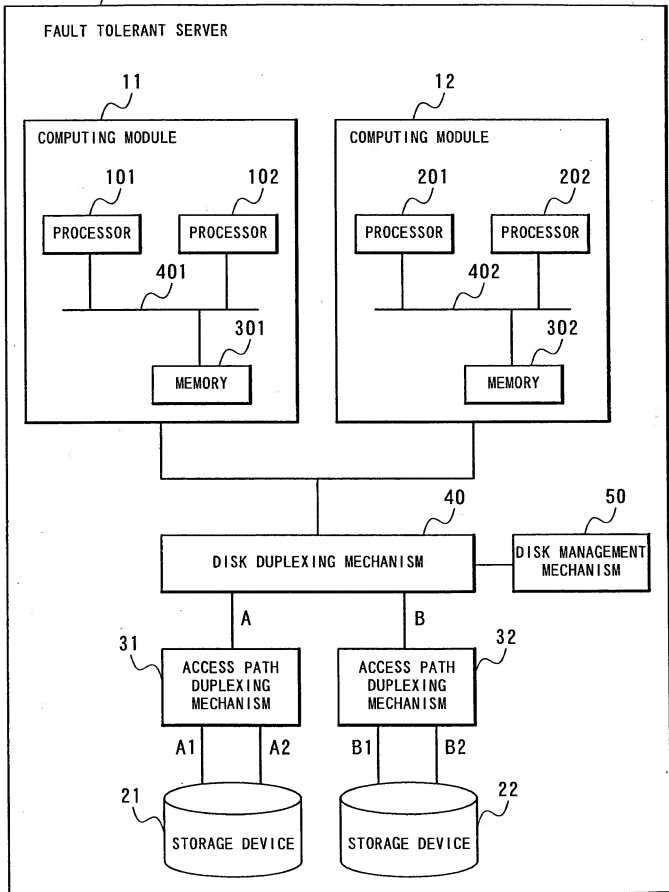 FAULT TOLERANT SERVER
11
12
COMPUTING MODULE
COMPUTING MODULE
101
102
201
202
PROCESSOR
PROCESSOR
PROCESSOR
PROCESSOR
401
402
301
302
MEMORY
MEMORY
40
50
DISK DUPLEXING MECHANISM
DISK MANAGEMENT
MECHANISM
A
B
31
32
ACCESS PATH
DUPLEXING
MECHANISM
ACCESS PATH
DUPLEXING
MECHANISM
A1
A2
B1
B2
21
22
STORAGE DEVICE
STORAGE DEVICE